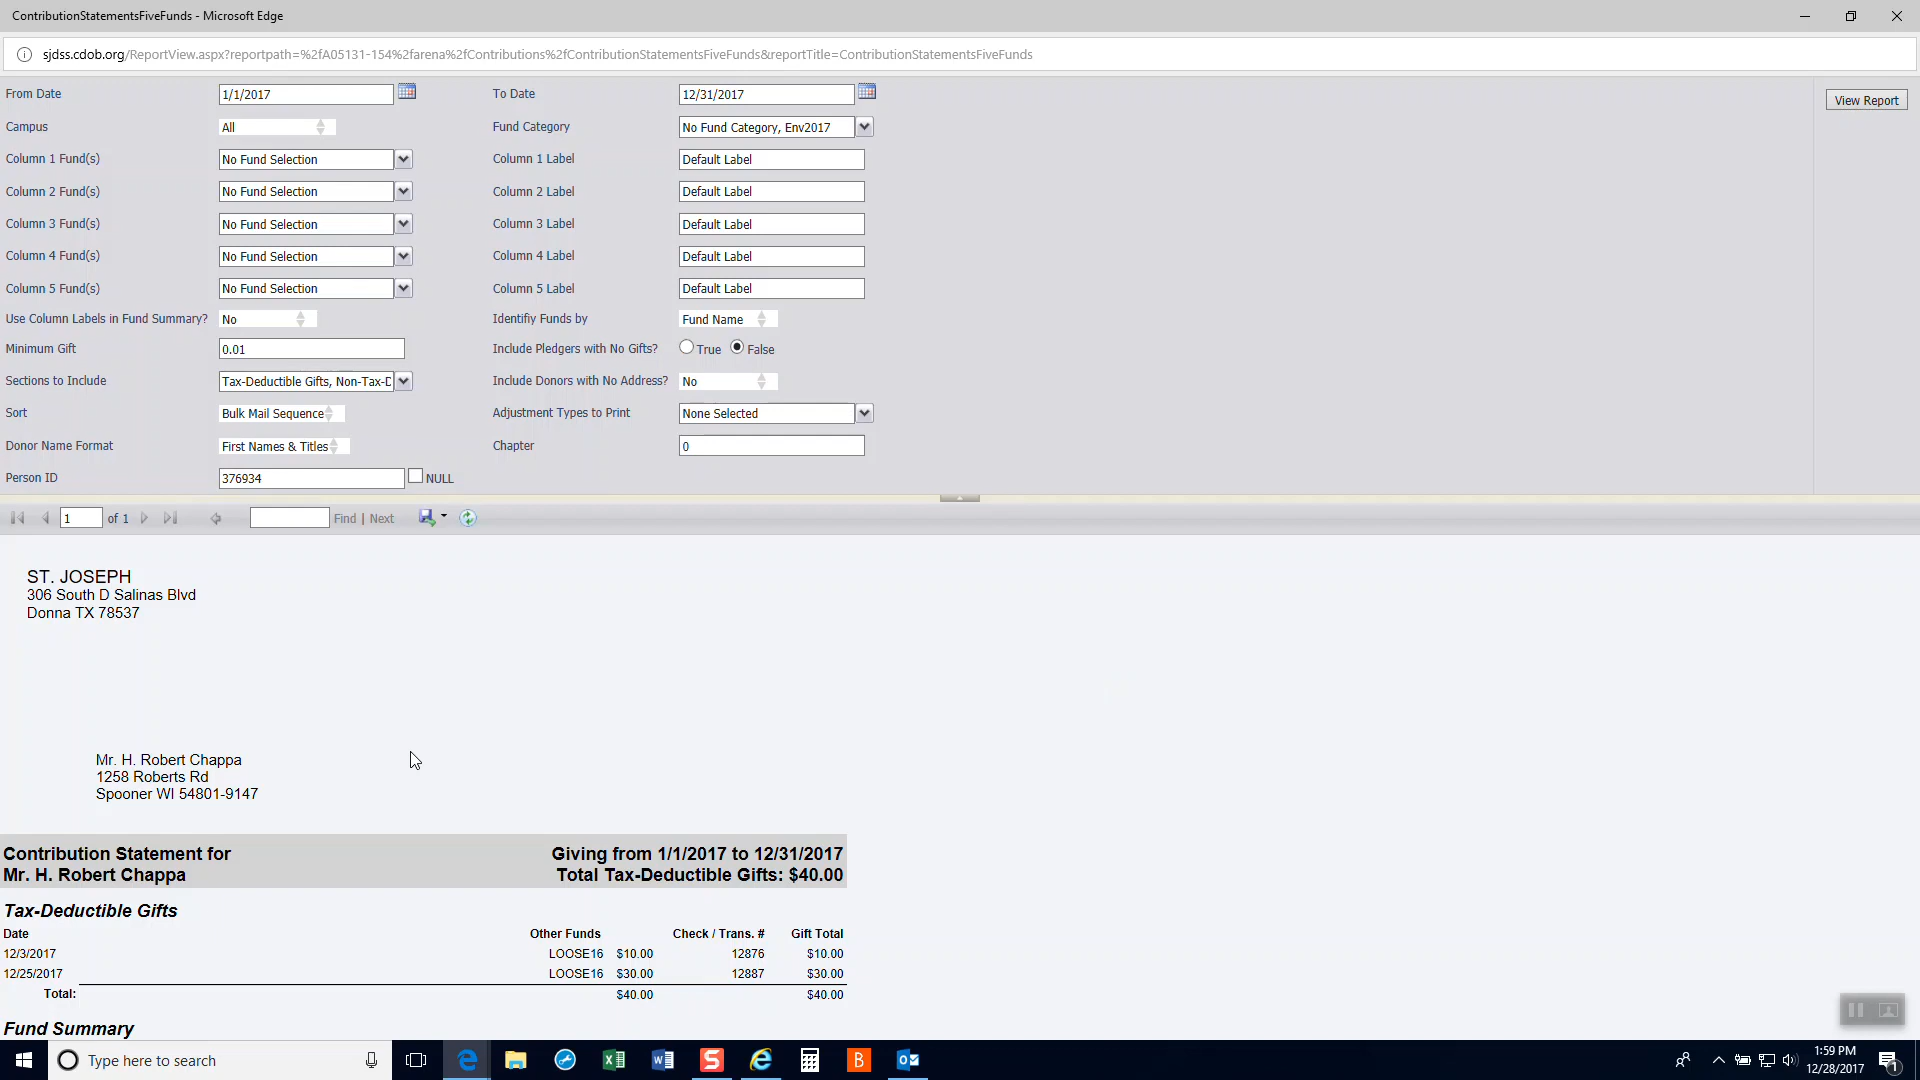 ContributionStatementsFiveFunds - Microsoft Edge
sjdss.cdob.org/ReportView.aspx?reportpath=%2fA05131-154%2farena%2fContributions%2fContributionStatementsFiveFunds&reportTitle=ContributionStatementsFiveFunds
From Date 1/1/2017 To Date 12/31/2017 View Report
Campus All Fund Category No Fund Category, Env2017
Column 1 Fund(s) No Fund Selection Column 1 Label Default Label
Column 2 Fund(s) No Fund Selection Column 2 Label Default Label
Column 3 Fund(s) No Fund Selection Column 3 Label Default Label
Column 4 Fund(s) No Fund Selection Column 4 Label Default Label
Column 5 Fund(s) No Fund Selection Column 5 Label Default Label
Use Column Labels in Fund Summary? No Identifiy Funds by Fund Name
Minimum Gift 0.01 Include Pledgers with No Gifts? True False
Sections to Include Tax-Deductible Gifts, Non-Tax-D Include Donors with No Address? No
Sort Bulk Mail Sequence Adjustment Types to Print None Selected
Donor Name Format First Names & Titles Chapter 0
Person ID 376934 NULL
1 of 1 Find | Next
ST. JOSEPH
306 South D Salinas Blvd
Donna TX 78537
Mr. H. Robert Chappa
1258 Roberts Rd
Spooner WI 54801-9147
Contribution Statement for Giving from 1/1/2017 to 12/31/2017
Mr. H. Robert Chappa Total Tax-Deductible Gifts: $40.00
Tax-Deductible Gifts
Date Other Funds Check / Trans. # Gift Total
12/3/2017 LOOSE16 $10.00 12876 $10.00
12/25/2017 LOOSE16 $30.00 12887 $30.00
Total: $40.00 $40.00
Fund Summary
Type here to search
1:59 PM
12/28/2017
1